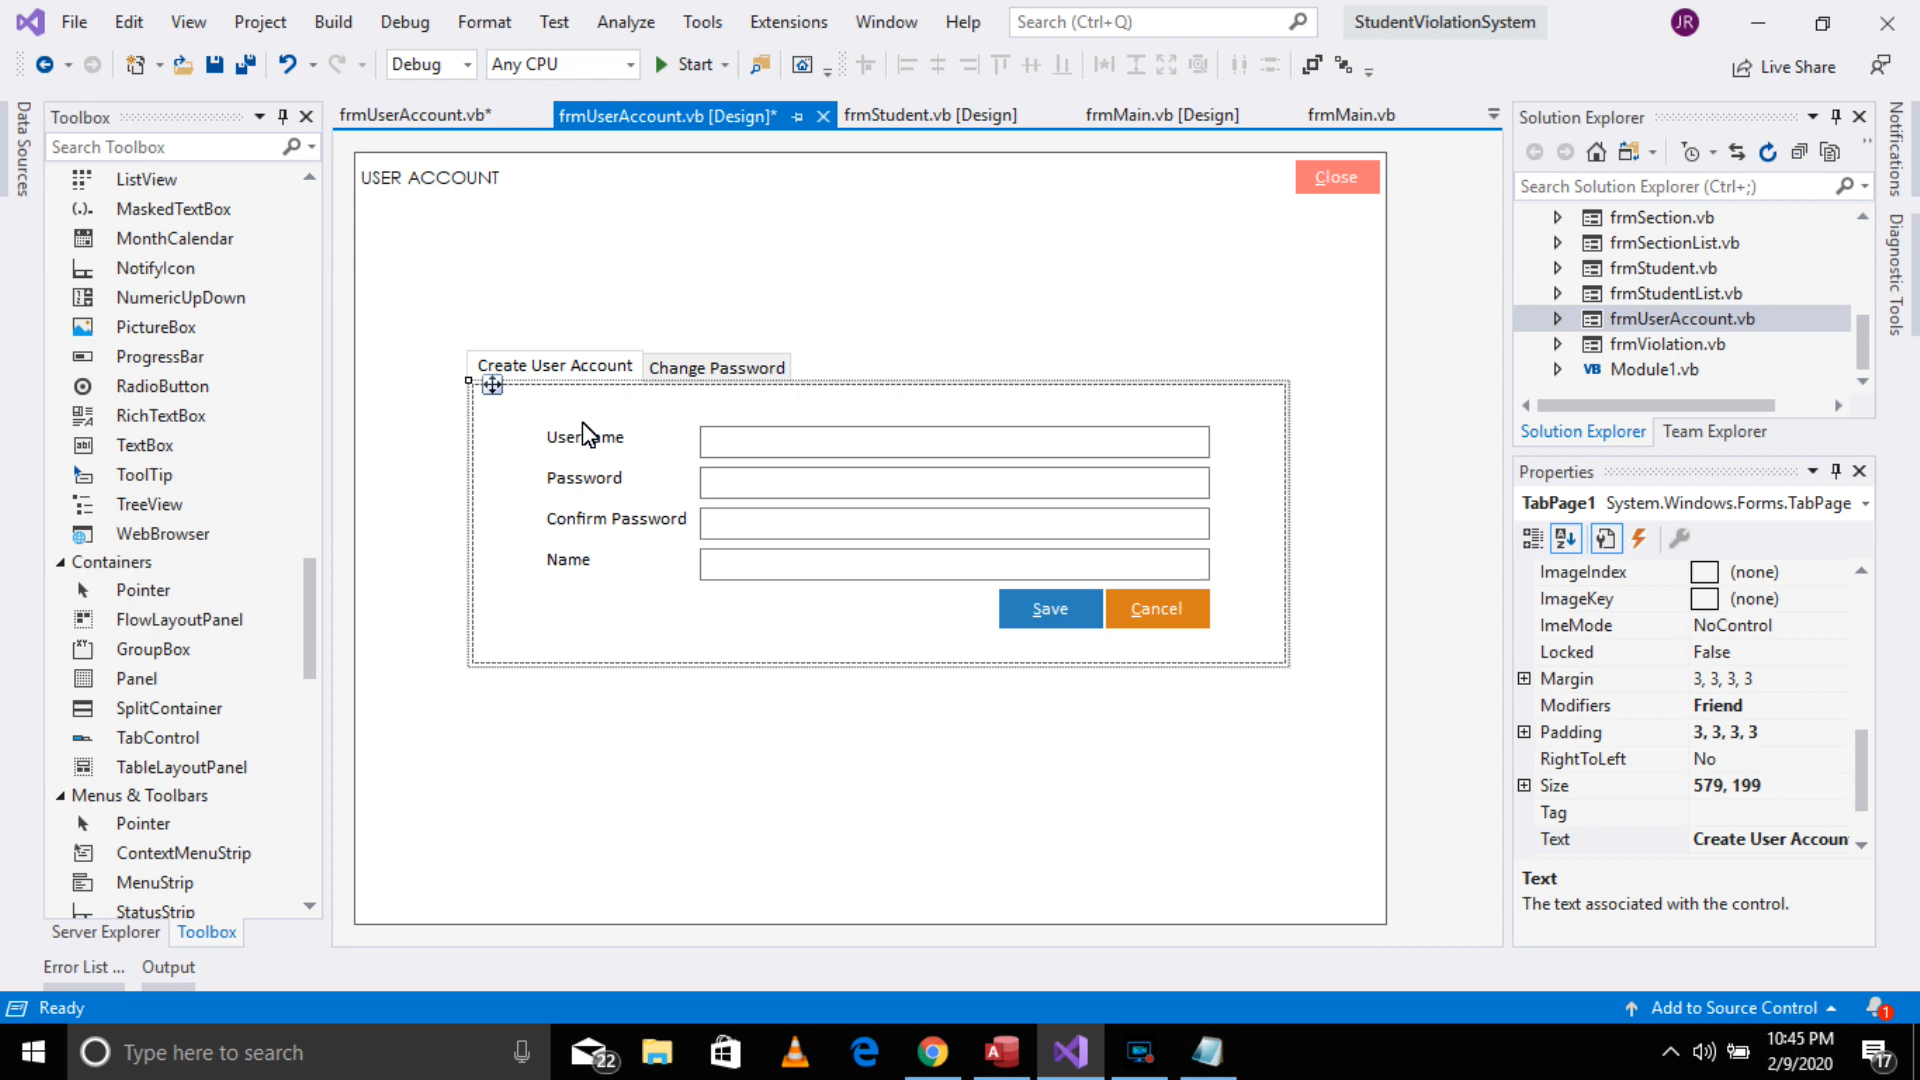 File Edit View Project Build Debug Format Test Analyze Tools Extensions Window Help Search (Ctrl+Q) StudentViolationSystem JR
Debug Any CPU Start Live Share
Data Sources
Toolbox
Search Toolbox
ListView
MaskedTextBox
MonthCalendar
NotifyIcon
NumericUpDown
PictureBox
ProgressBar
RadioButton
RichTextBox
TextBox
ToolTip
TreeView
WebBrowser
Containers
Pointer
FlowLayoutPanel
GroupBox
Panel
SplitContainer
TabControl
TableLayoutPanel
Menus & Toolbars
Pointer
ContextMenuStrip
MenuStrip
StatusStrip
Server Explorer Toolbox
Error List ... Output
frmUserAccount.vb* frmUserAccount.vb [Design]* frmStudent.vb [Design] frmMain.vb [Design] frmMain.vb
USER ACCOUNT
Close
Create User Account Change Password
Password
Confirm Password
Name
Save Cancel
Solution Explorer
Search Solution Explorer (Ctrl+;)
frmSection.vb
frmSectionList.vb
frmStudent.vb
frmStudentList.vb
frmUserAccount.vb
frmViolation.vb
VB Module1.vb
Solution Explorer Team Explorer
Properties
TabPage1 System.Windows.Forms.TabPage
ImageIndex (none)
ImageKey (none)
ImeMode NoControl
Locked False
Margin 3, 3, 3, 3
Modifiers Friend
Padding 3, 3, 3, 3
RightToLeft No
Size 579, 199
Tag
Text Create User Accoun
Text
The text associated with the control.
Notifications
Diagnostic Tools
Ready Add to Source Control 1
Type here to search 22 10:45 PM
2/9/2020 17